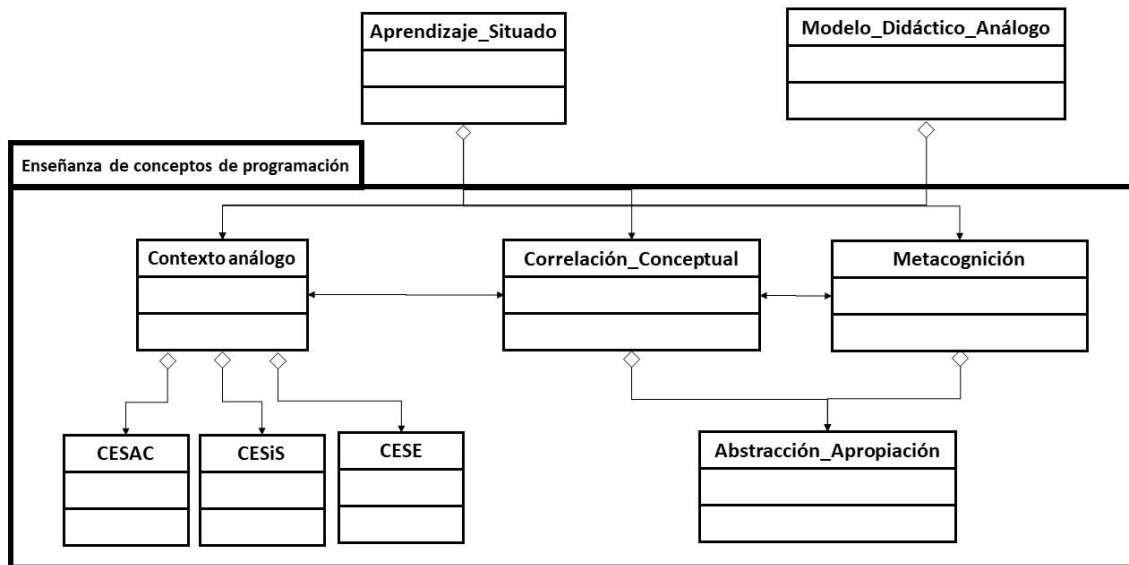 Aprendizaje_Situado
Modelo_Didáctico_Análogo
Enseñanza de conceptos de programación
Contexto análogo
Correlación_Conceptual
Metacognición
CESAC
CESiS
CESE
Abstracción_Apropiación